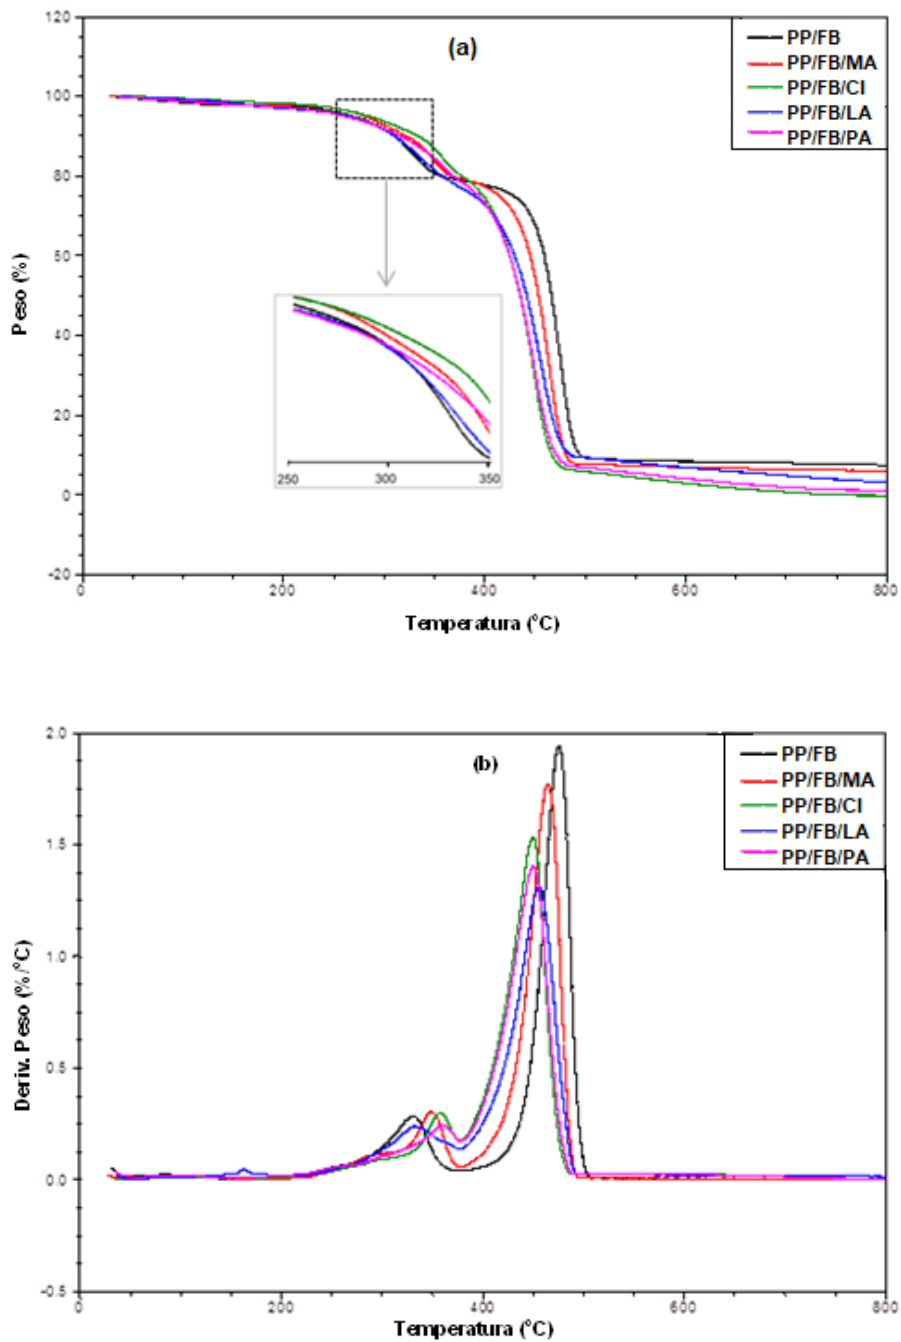 120
100
80
60
40
20
0
-20
Peso (%)
(a)
PP/FB
PP/FB/MA
PP/FB/CI
PP/FB/LA
PP/FB/PA
250
300
350
0
200
400
600
800
Temperatura (°C)
2.0
1.5
1.0
0.5
0.0
-0.5
Deriv. Peso (%/°C)
(b)
PP/FB
PP/FB/MA
PP/FB/CI
PP/FB/LA
PP/FB/PA
0
200
400
600
800
Temperatura (°C)